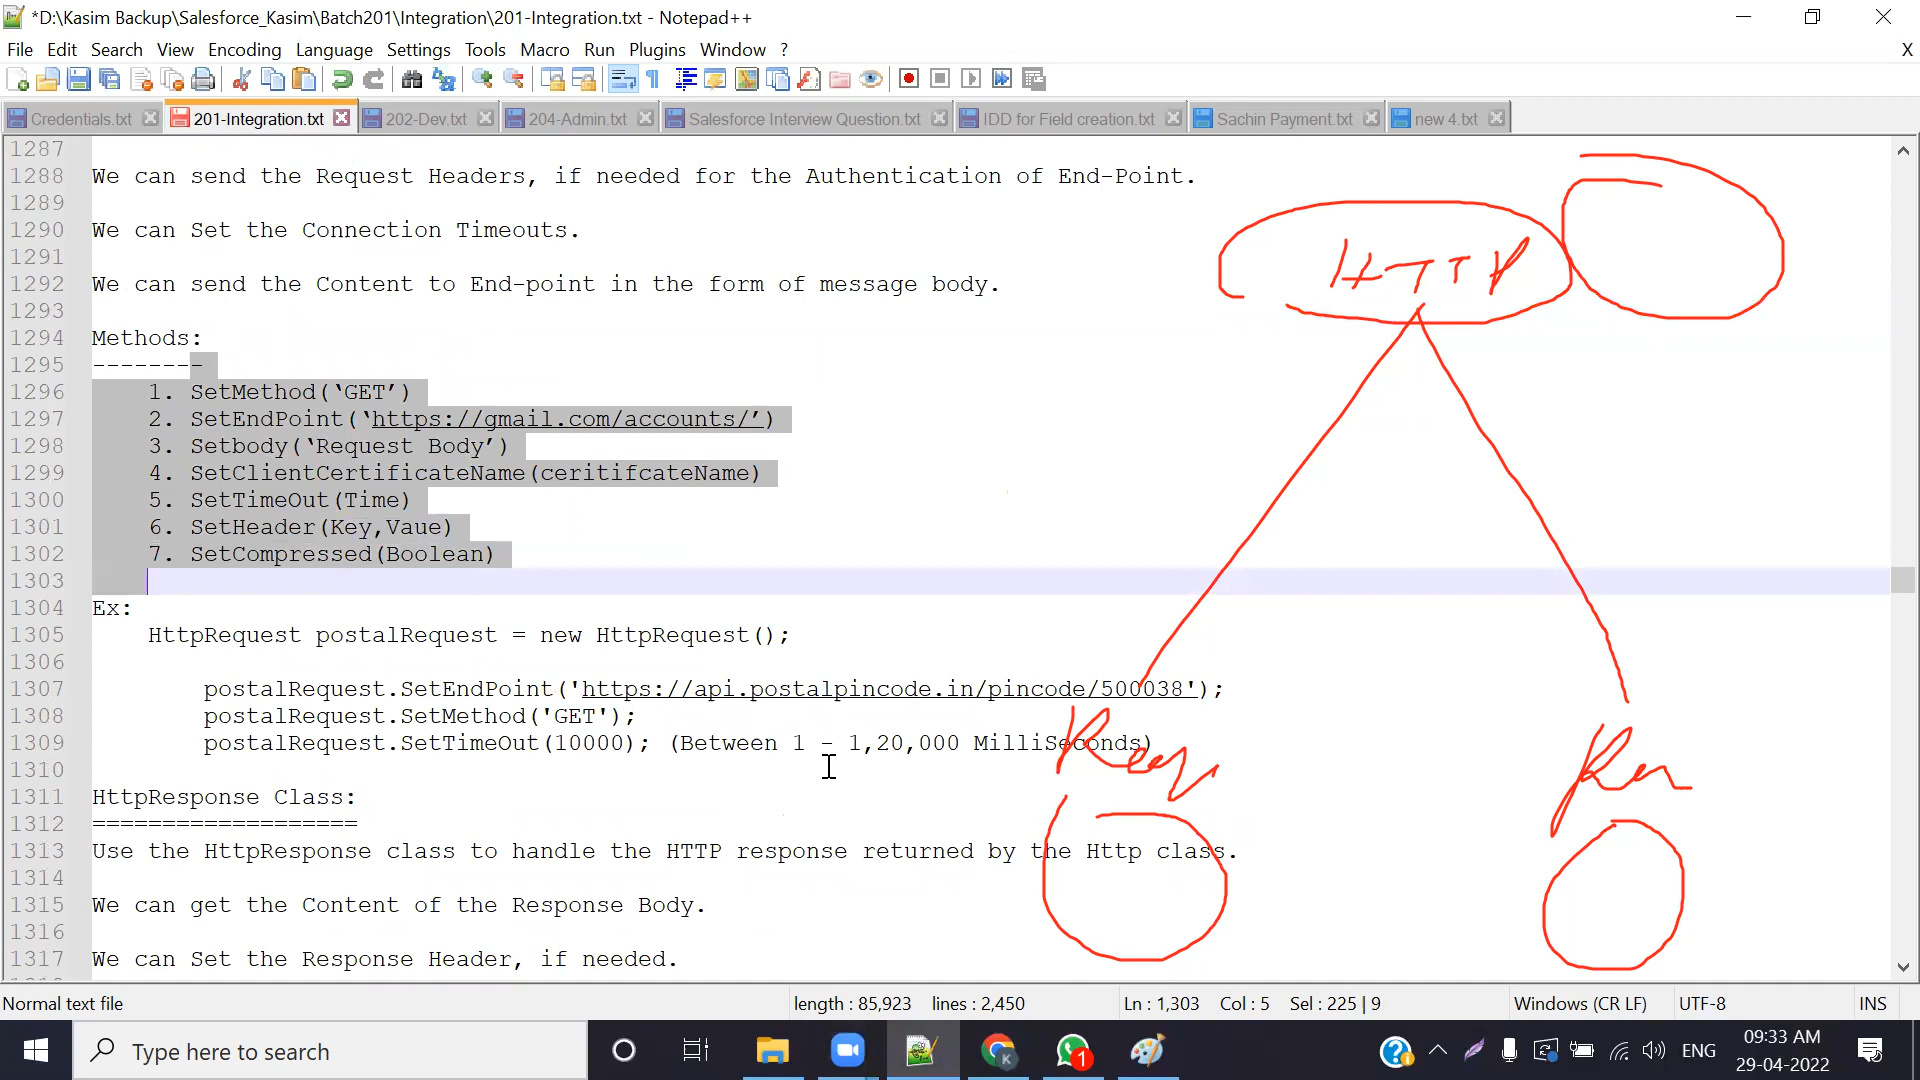 *D:\Kasim Backup\Salesforce_Kasim\Batch201\Integration\201-Integration.txt - Notepad++
File Edit Search View Encoding Language Settings Tools Macro Run Plugins Window ?
X
Credentials.txt 201-Integration.txt 202-Dev.txt 204-Admin.txt Salesforce Interview Question.txt IDD for Field creation.txt Sachin Payment.txt new 4.txt
1287
1288 We can send the Request Headers, if needed for the Authentication of End-Point.
1289
1290 We can Set the Connection Timeouts.
1291
1292 We can send the Content to End-point in the form of message body.
1293
1294 Methods:
1295 --------
1296 1. SetMethod(‘GET’)
1297 2. SetEndPoint(‘https://gmail.com/accounts/’)
1298 3. Setbody(‘Request Body’)
1299 4. SetClientCertificateName(ceritifcateName)
1300 5. SetTimeOut(Time)
1301 6. SetHeader(Key,Vaue)
1302 7. SetCompressed(Boolean)
1303
1304 Ex:
1305 HttpRequest postalRequest = new HttpRequest();
1306
1307 postalRequest.SetEndPoint('https://api.postalpincode.in/pincode/500038');
1308 postalRequest.SetMethod('GET');
1309 postalRequest.SetTimeOut(10000); (Between 1 - 1,20,000 MilliSeconds)
1310
1311 HttpResponse Class:
1312 ===================
1313 Use the HttpResponse class to handle the HTTP response returned by the Http class.
1314
1315 We can get the Content of the Response Body.
1316
1317 We can Set the Response Header, if needed.
HTTP
Normal text file length : 85,923 lines : 2,450 Ln : 1,303 Col : 5 Sel : 225 | 9 Windows (CR LF) UTF-8 INS
Type here to search
1
ENG
09:33 AM
29-04-2022